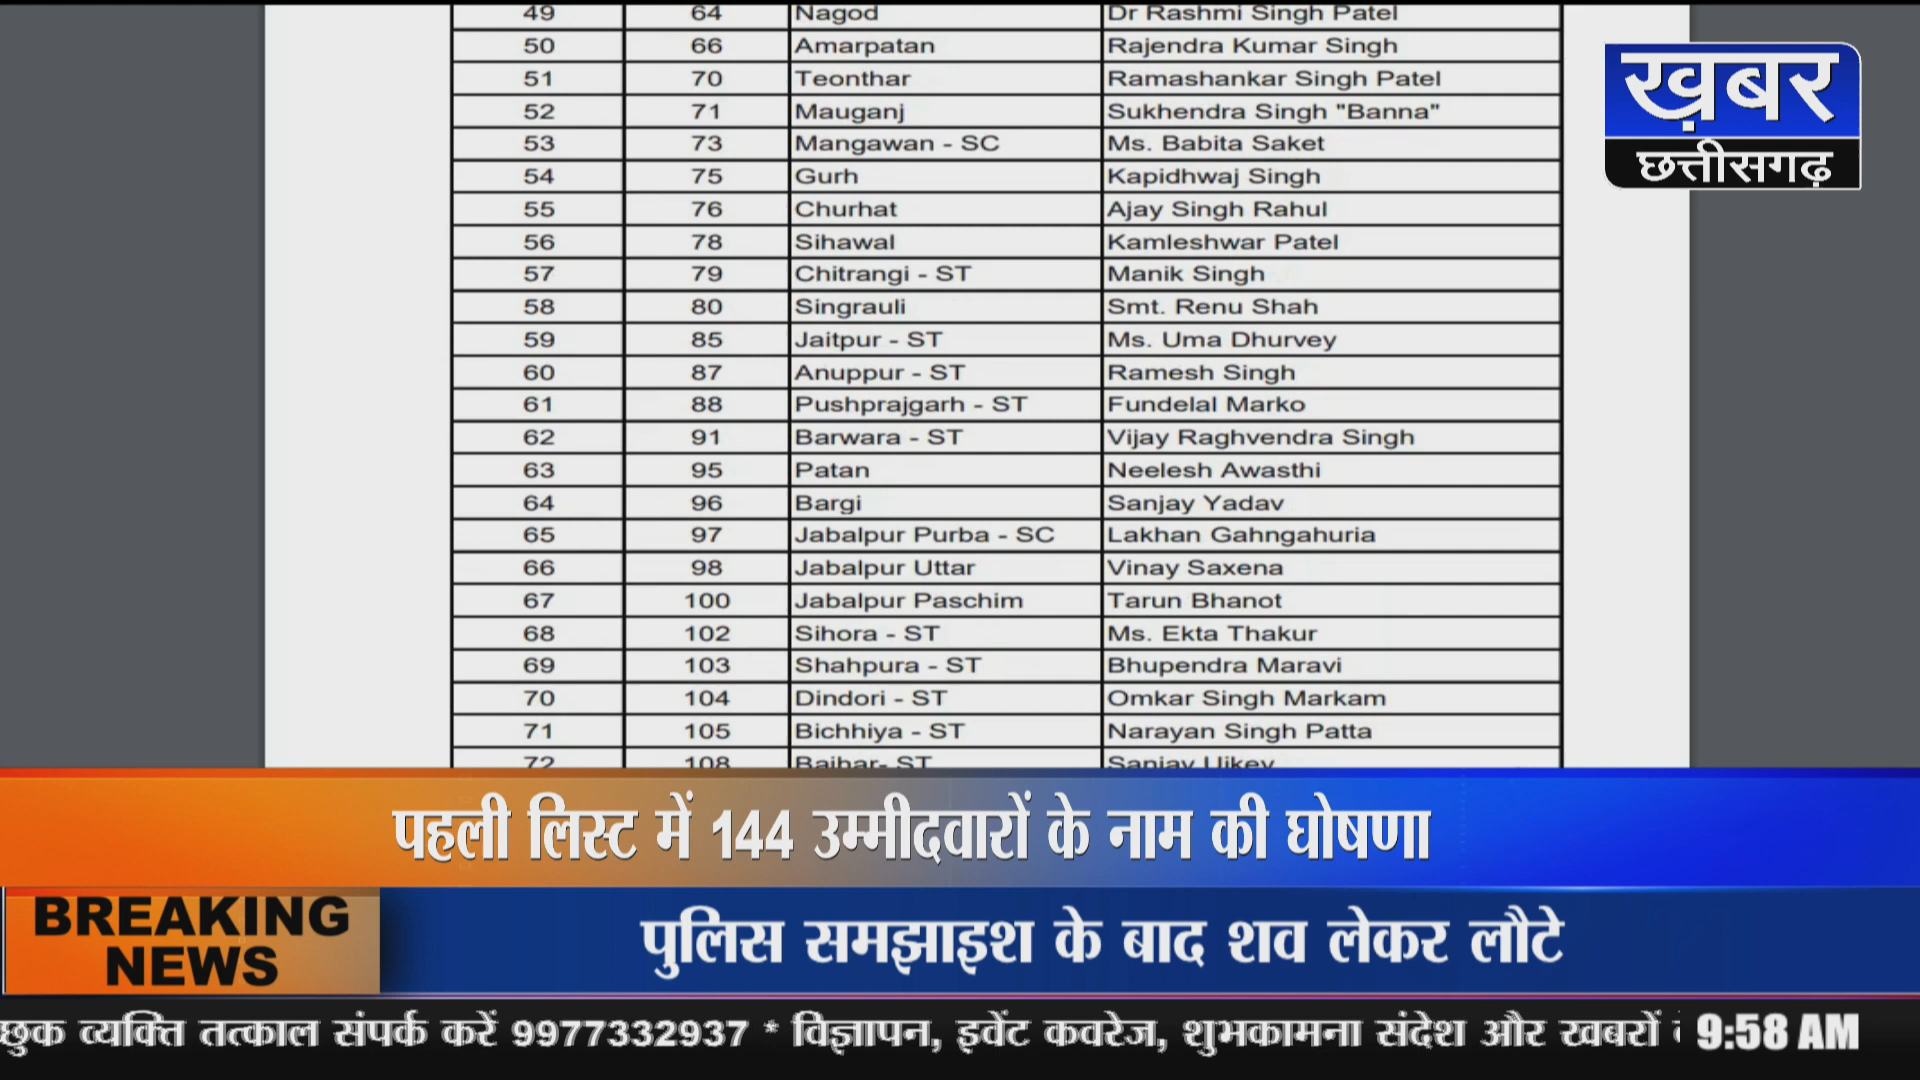 49 64 Nagod Dr Rashmi Singh Patel
50 66 Amarpatan Rajendra Kumar Singh
51 70 Teonthar Ramashankar Singh Patel
52 71 Mauganj Sukhendra Singh "Banna"
53 73 Mangawan - SC Ms. Babita Saket
54 75 Gurh Kapidhwaj Singh
55 76 Churhat Ajay Singh Rahul
56 78 Sihawal Kamleshwar Patel
57 79 Chitrangi - ST Manik Singh
58 80 Singrauli Smt. Renu Shah
59 85 Jaitpur - ST Ms. Uma Dhurvey
60 87 Anuppur - ST Ramesh Singh
61 88 Pushprajgarh - ST Fundelal Marko
62 91 Barwara - ST Vijay Raghvendra Singh
63 95 Patan Neelesh Awasthi
64 96 Bargi Sanjay Yadav
65 97 Jabalpur Purba - SC Lakhan Gahngahuria
66 98 Jabalpur Uttar Vinay Saxena
67 100 Jabalpur Paschim Tarun Bhanot
68 102 Sihora - ST Ms. Ekta Thakur
69 103 Shahpura - ST Bhupendra Maravi
70 104 Dindori - ST Omkar Singh Markam
71 105 Bichhiya - ST Narayan Singh Patta
72 108 Baihar- ST Sanjay Uikey
ख़बर
छत्तीसगढ़
पहली लिस्ट में 144 उम्मीदवारों के नाम की घोषणा
BREAKING
NEWS
पुलिस समझाइश के बाद शव लेकर लौटे
छुक व्यक्ति तत्काल संपर्क करें 9977332937 * विज्ञापन, इवेंट कवरेज, शुभकामना संदेश और खबरों
9:58 AM